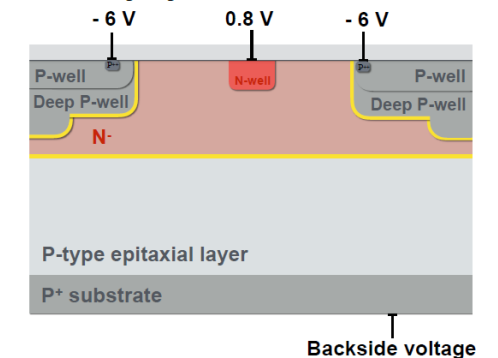 - 6 V 0.8 V - 6 V
P++ P++
P-well N-well P-well
Deep P-well Deep P-well
N-
P-type epitaxial layer
P+ substrate
Backside voltage